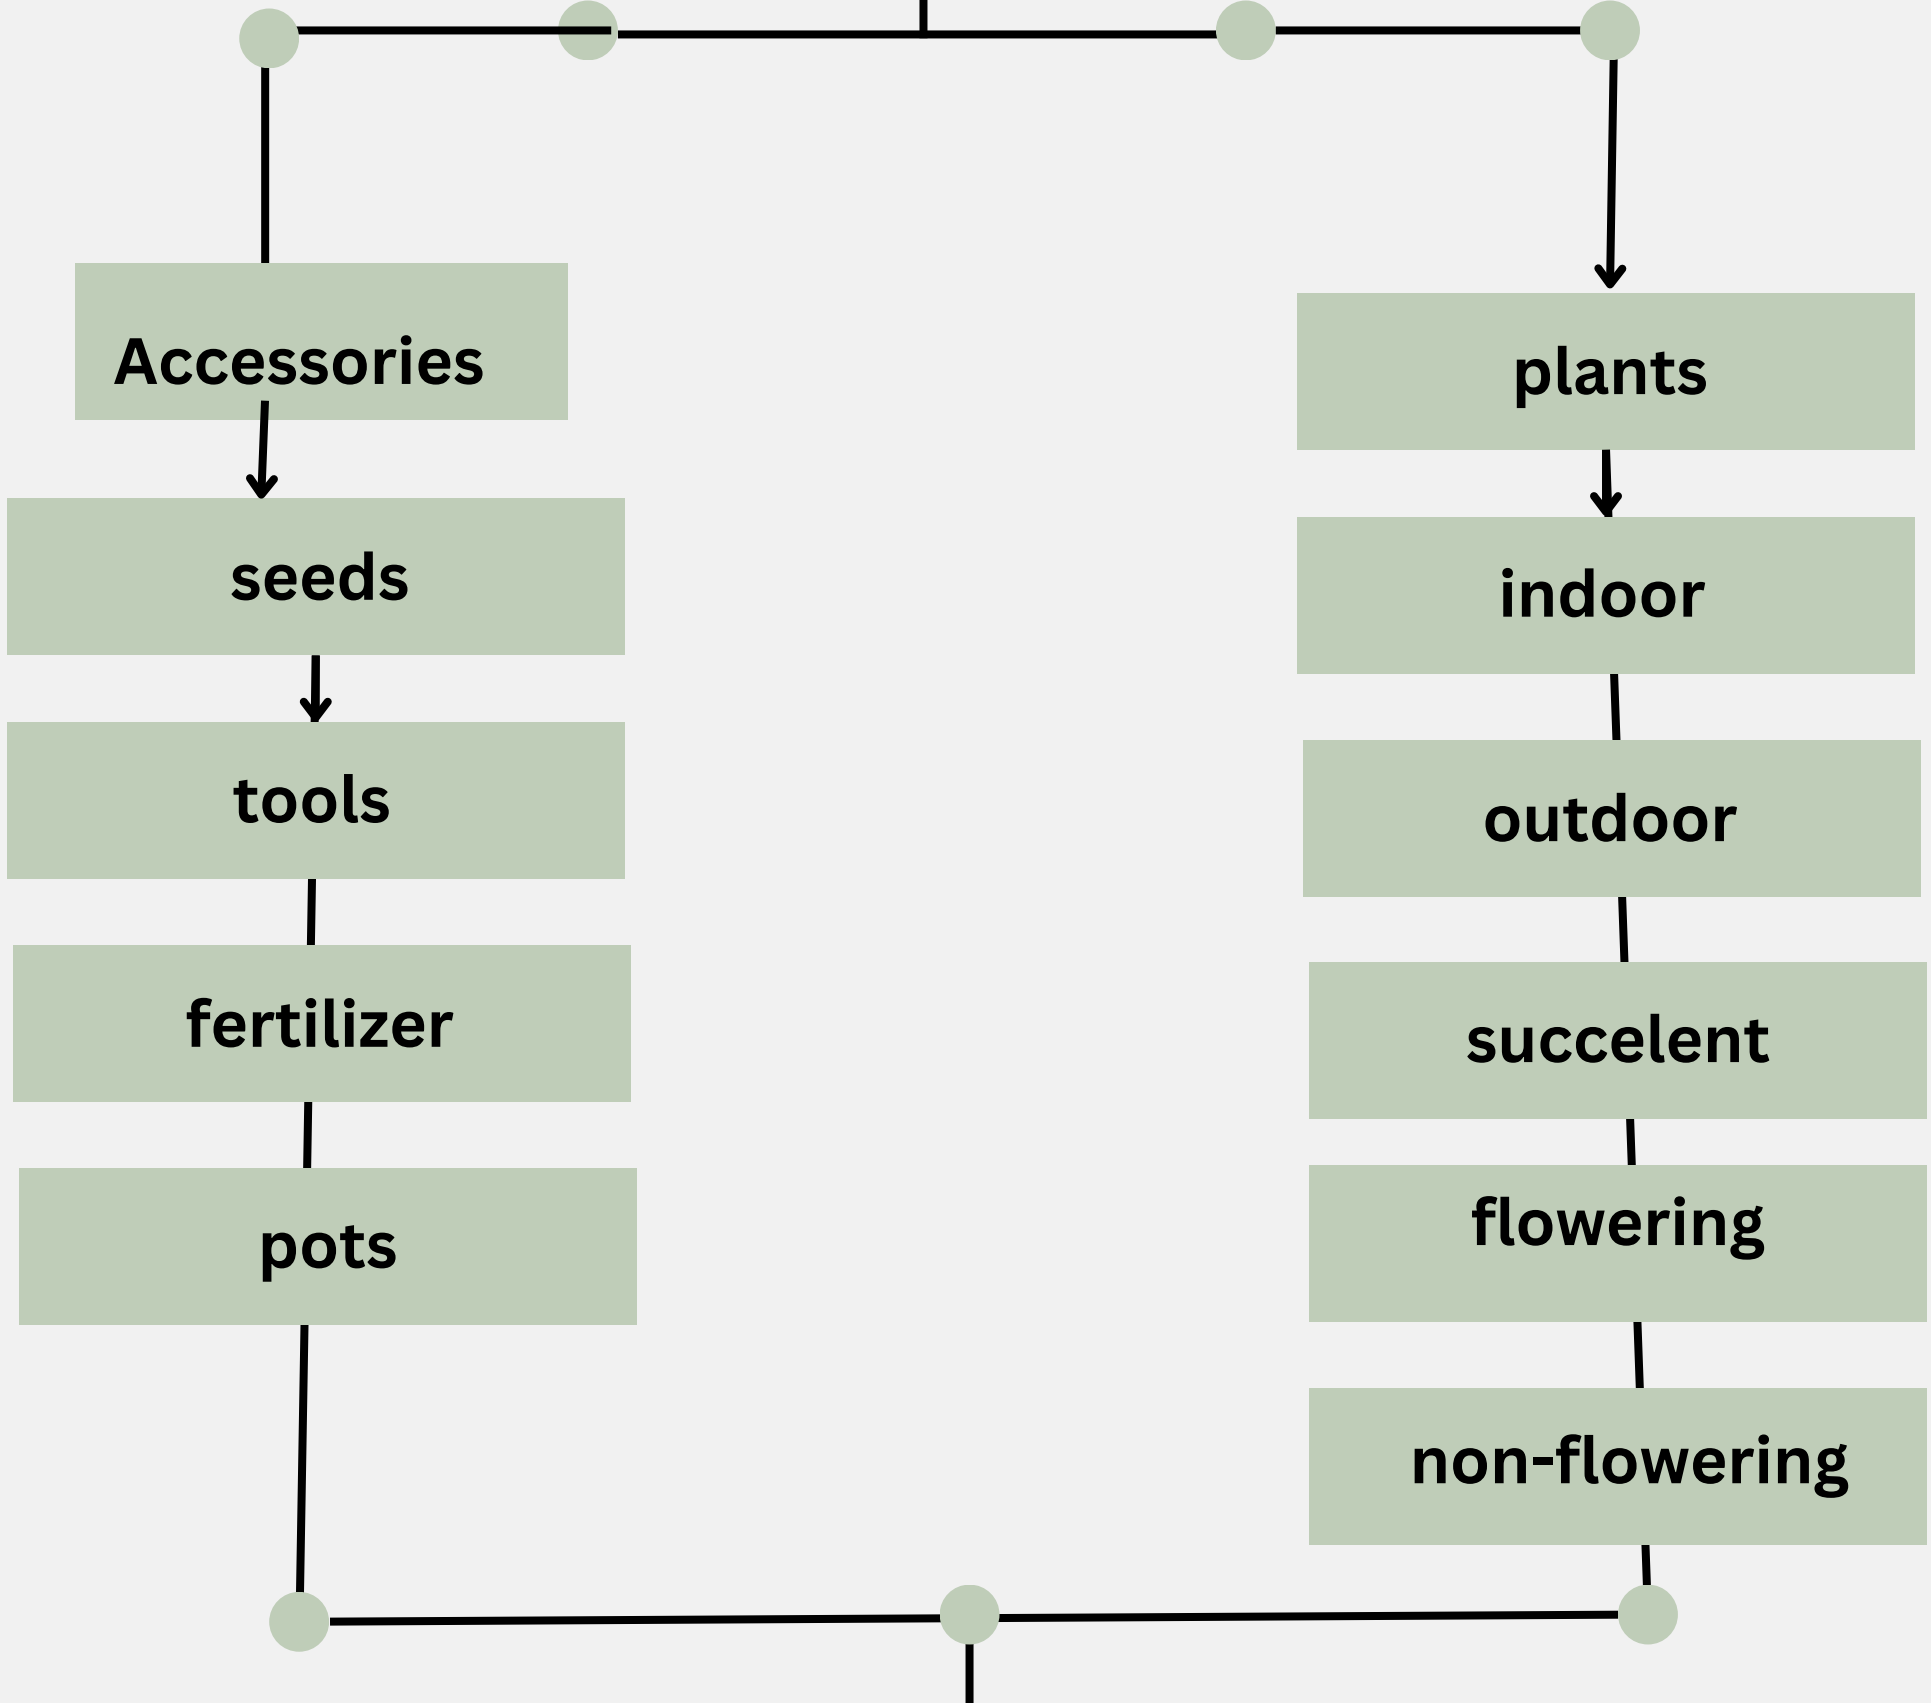 Accessories
seeds
tools
fertilizer
pots
plants
indoor
outdoor
succelent
flowering
non-flowering